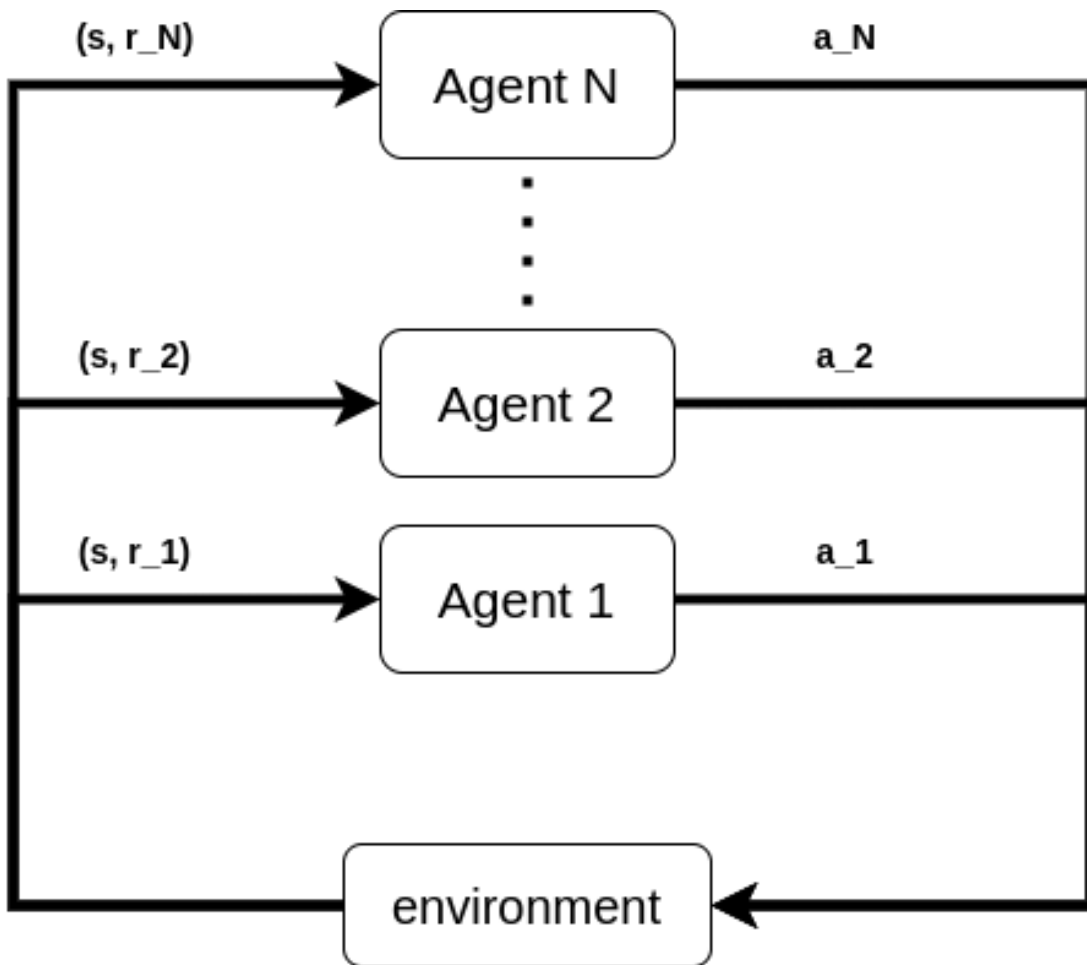 (s, r_N)
Agent N
a_N
(s, r_2)
Agent 2
a_2
(s, r_1)
Agent 1
a_1
environment